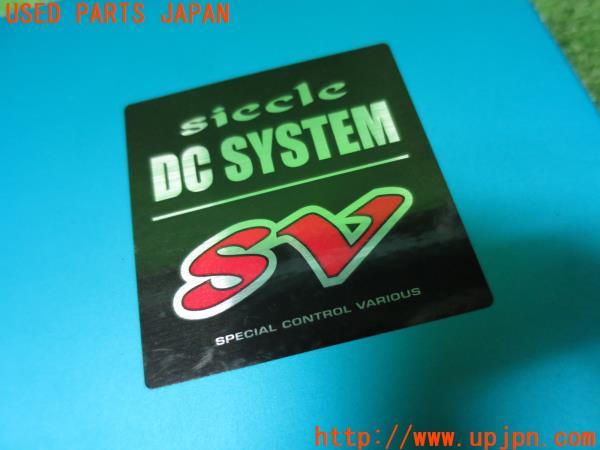 USED PARTS JAPAN
siecle
DC SYSTEM
SV
SPECIAL CONTROL VARIOUS
http://www.upjpn.com/